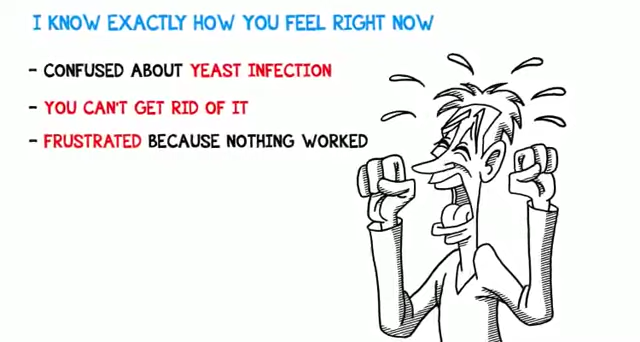 I KNOW EXACTLY HOW YOU FEEL RIGHT NOW
- CONFUSED ABOUT YEAST INFECTION
- YOU CAN'T GET RID OF IT
- FRUSTRATED BECAUSE NOTHING WORKED